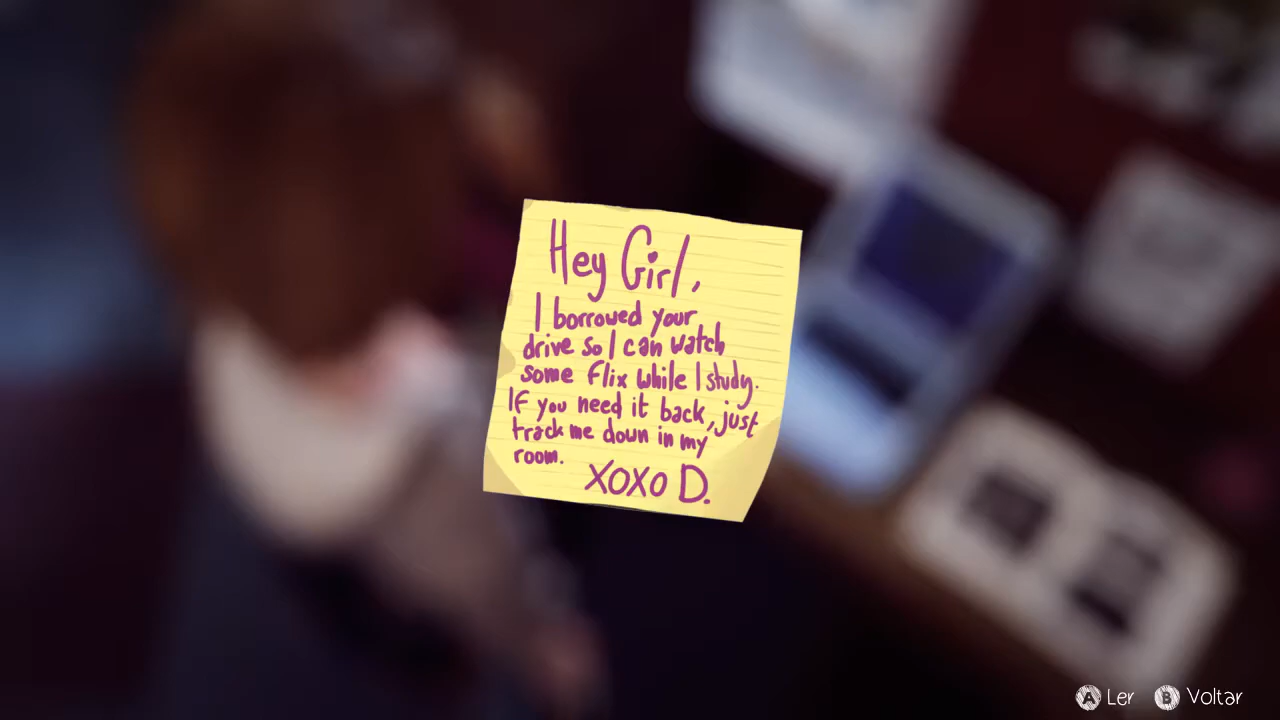 Hey Girl,
I borrowed your
drive so I can watch
some flix while I study.
If you need it back, just
track me down in my
room.
XOXO D.
A Ler B Voltar